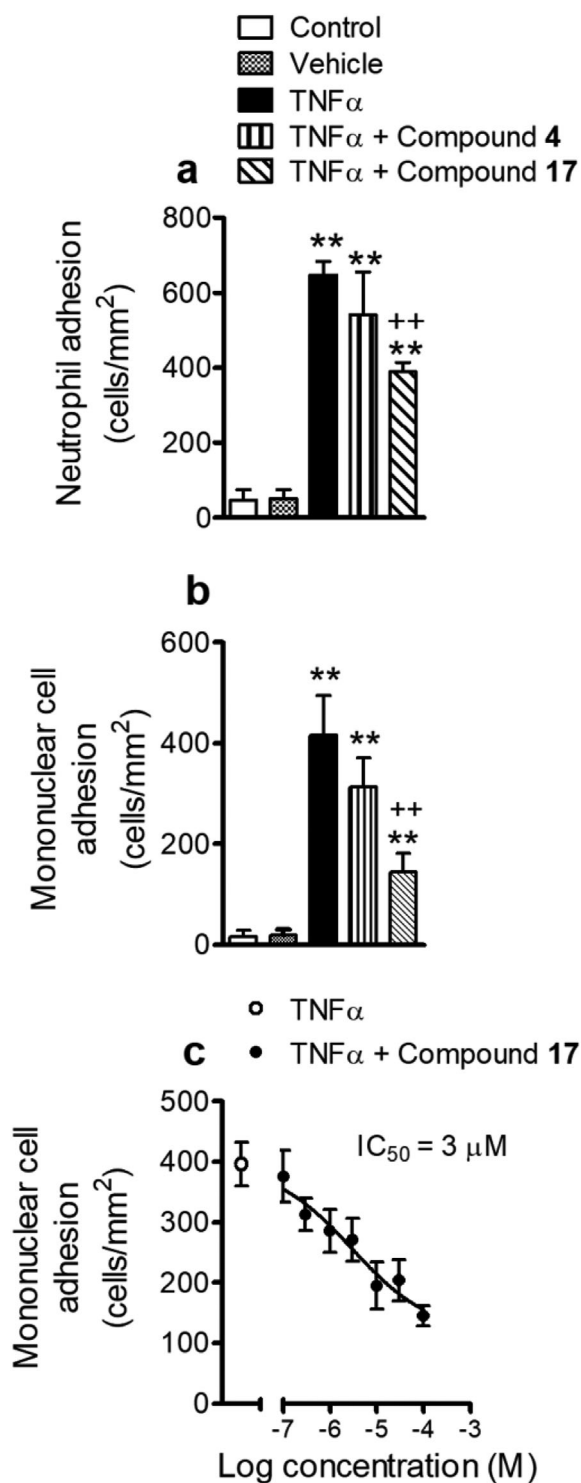 Control
Vehicle
TNFα
TNFα + Compound 4
TNFα + Compound 17
a
Neutrophil adhesion
(cells/mm²)
800
600
400
200
0
**
**
++
**
b
Mononuclear cell
adhesion
(cells/mm²)
600
400
200
0
**
**
++
**
TNFα
TNFα + Compound 17
c
Mononuclear cell
adhesion
(cells/mm²)
500
400
300
200
100
0
IC₅₀ = 3 μM
-7 -6 -5 -4 -3
Log concentration (M)